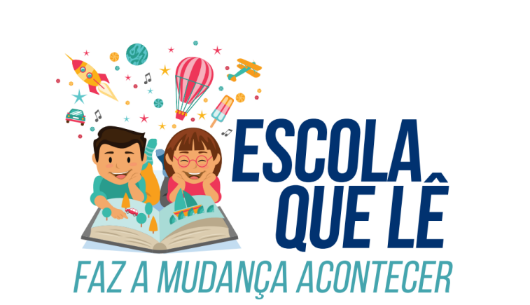 ESCOLA
QUE LÊ
FAZ A MUDANÇA ACONTECER